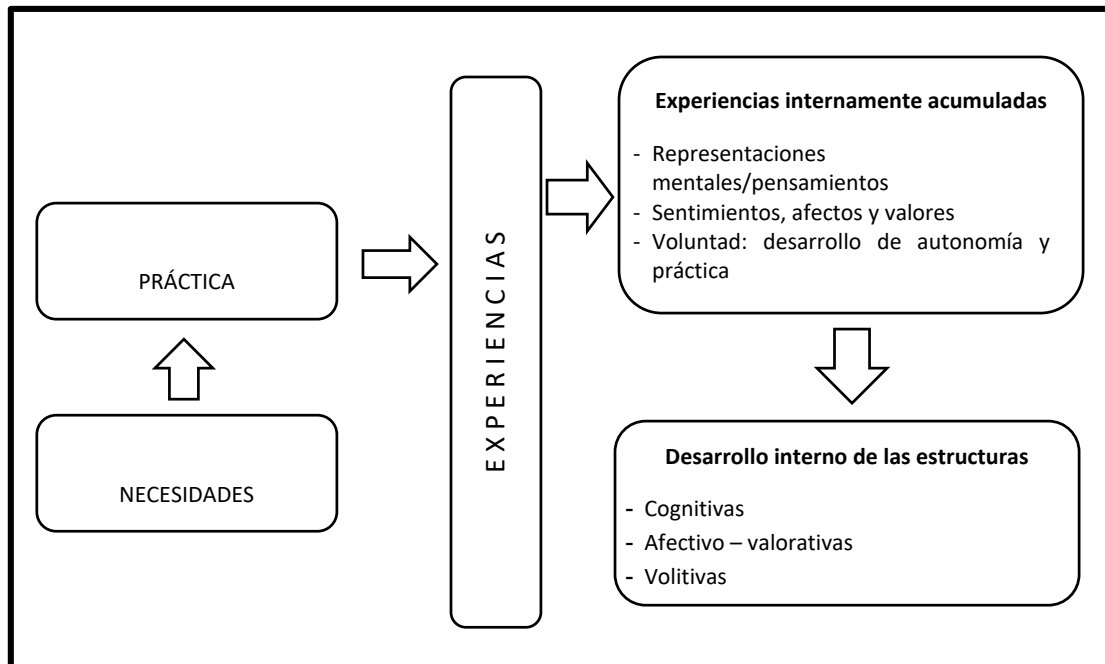 PRÁCTICA
NECESIDADES
EXPERIENCIAS
Experiencias internamente acumuladas
- Representaciones
mentales/pensamientos
- Sentimientos, afectos y valores
- Voluntad: desarrollo de autonomía y
práctica
Desarrollo interno de las estructuras
- Cognitivas
- Afectivo – valorativas
- Volitivas